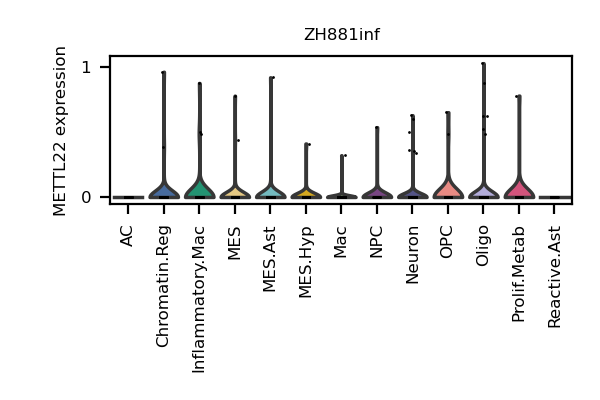 ZH881inf
METTL22 expression
1
0
AC
Chromatin.Reg
Inflammatory.Mac
MES
MES.Ast
MES.Hyp
Mac
NPC
Neuron
OPC
Oligo
Prolif.Metab
Reactive.Ast